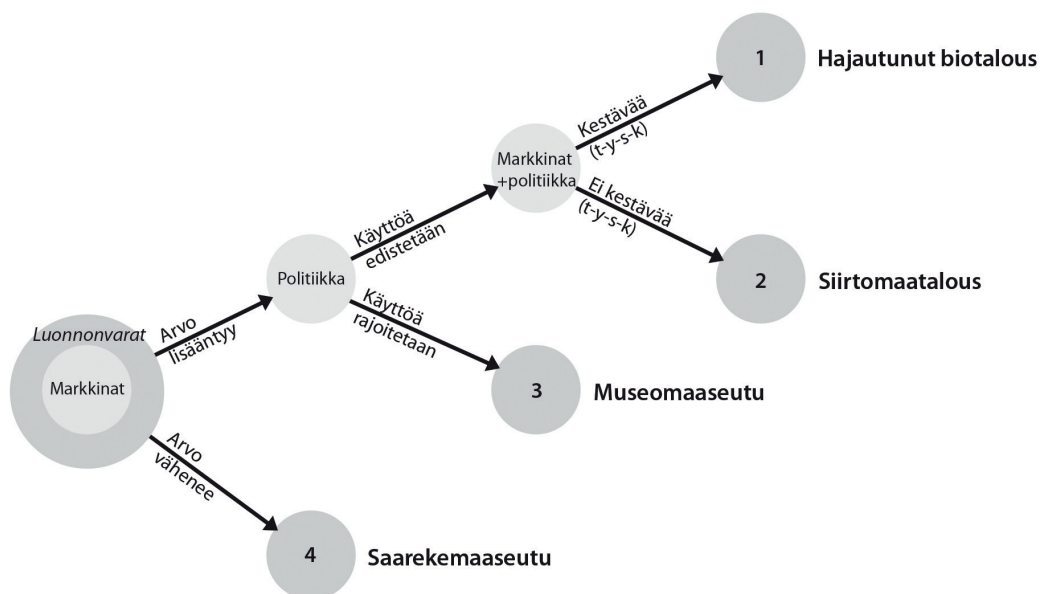 1
Hajautunut biotalous
Kestävää
(t-y-s-k)
Markkinat
+politiikka
Ei kestävää
(t-y-s-k)
Käyttöä
edistetään
2
Siirtomaatalous
Politiikka
Käyttöä
rajoitetaan
Luonnonvarat
Arvo
lisääntyy
Markkinat
3
Museomaaseutu
Arvo
vähenee
4
Saarekemaaseutu